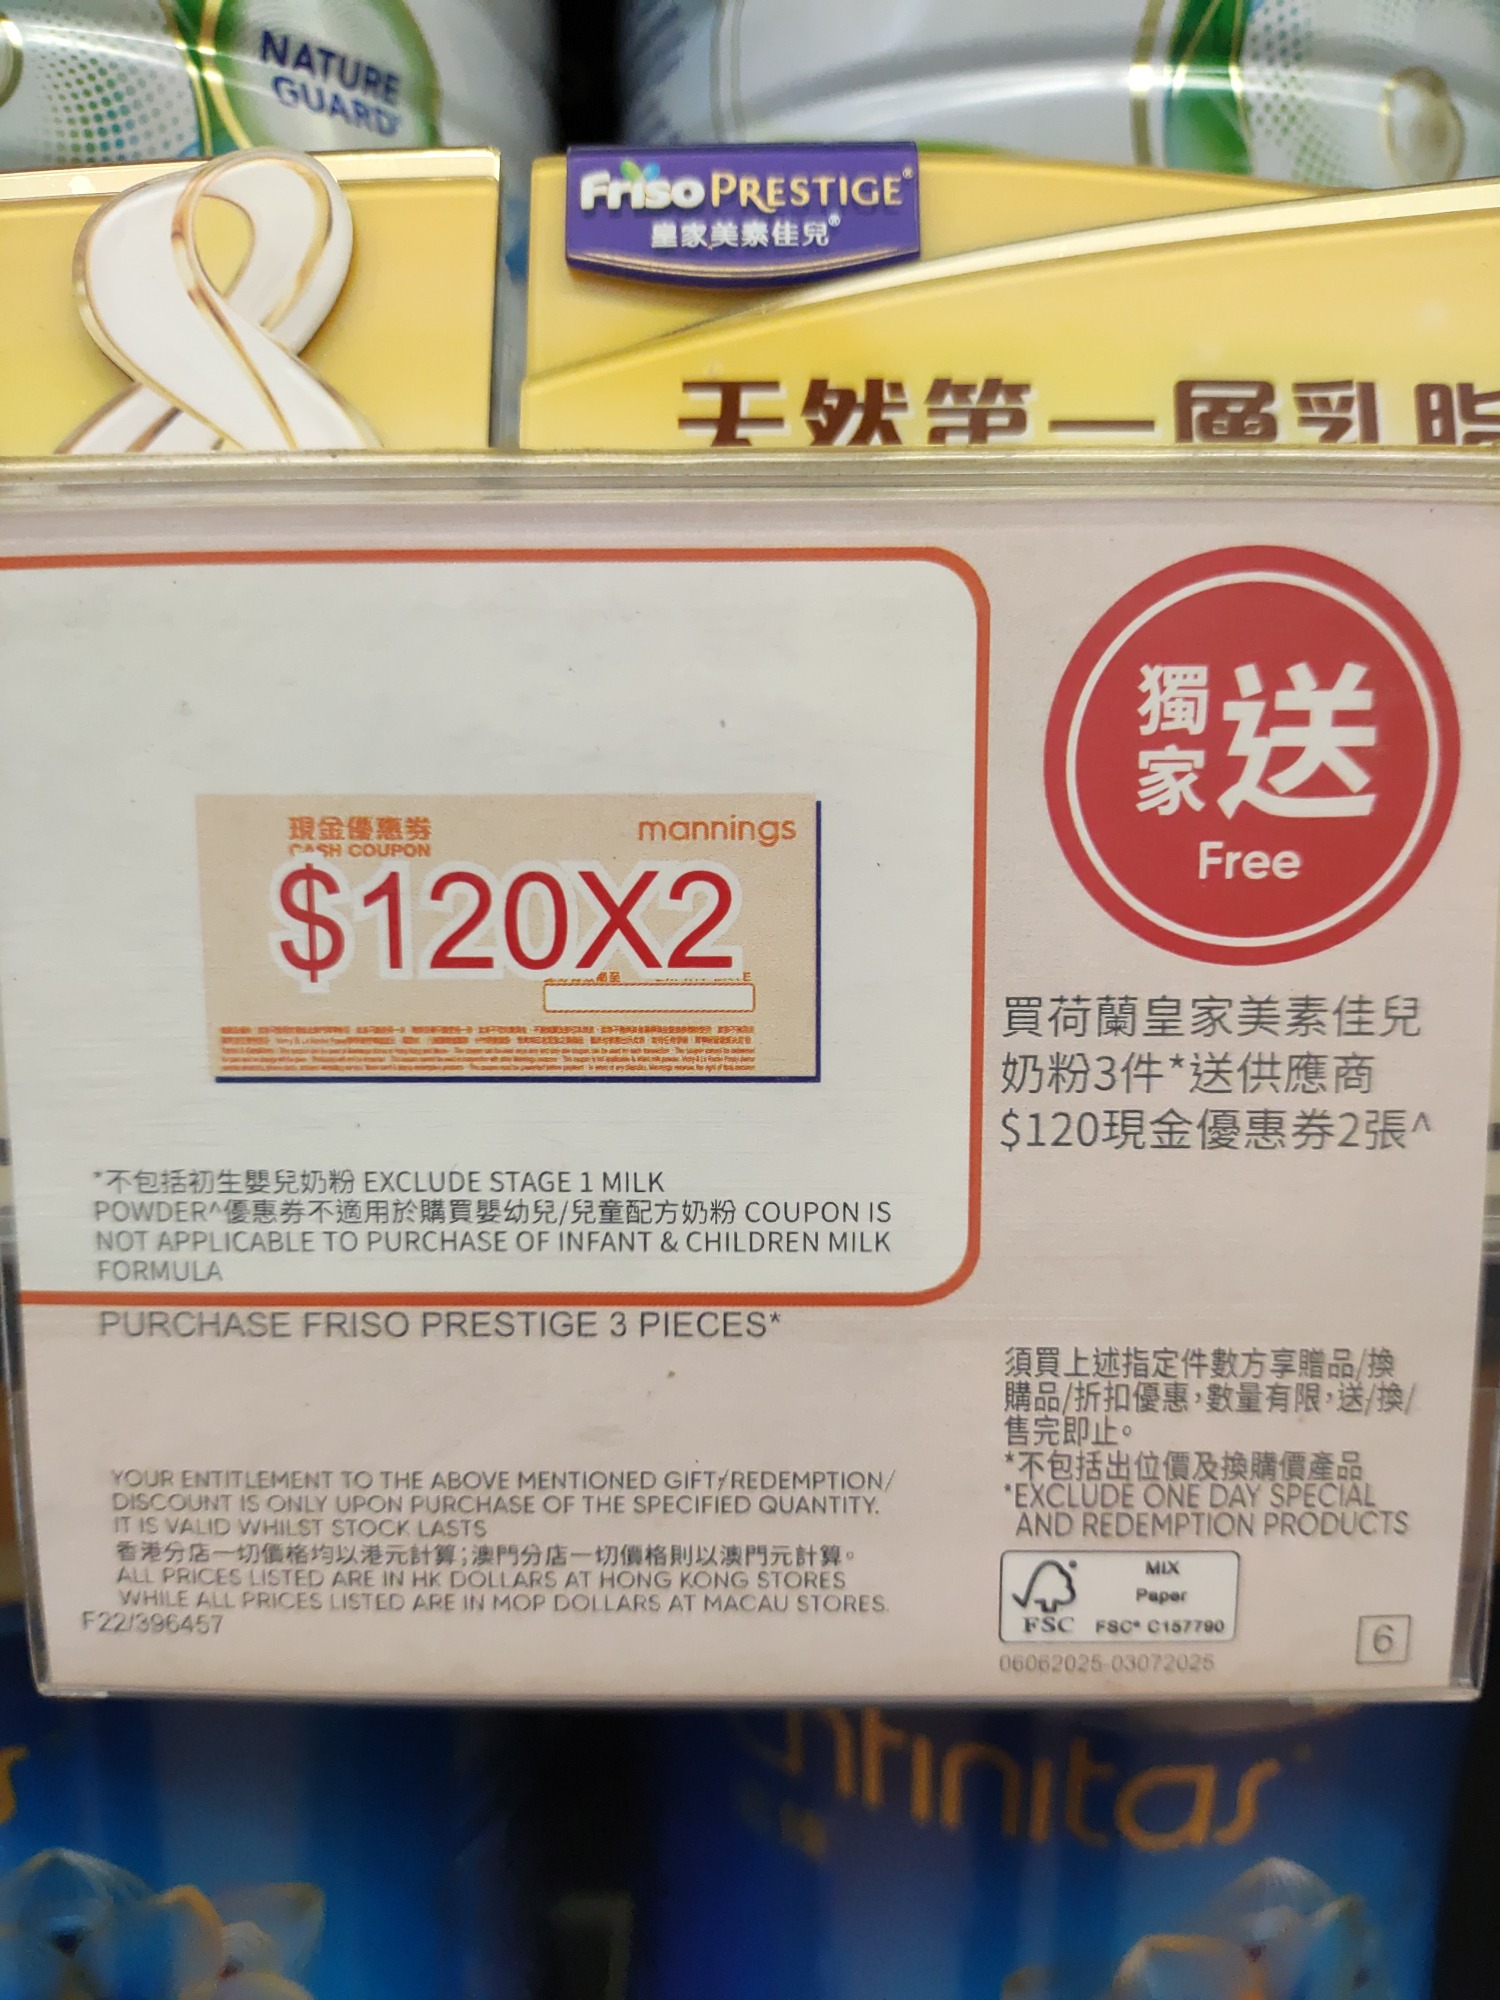 NATURE
GUARD
Friso PRESTIGE®
皇家美素佳兒®
天然第一層乳脂
獨家送
Free
現金優惠券
CASH COUPON
mannings
$120X2
買荷蘭皇家美素佳兒
奶粉3件*送供應商
$120現金優惠券2張^
*不包括初生嬰兒奶粉 EXCLUDE STAGE 1 MILK
POWDER^優惠券不適用於購買嬰幼兒/兒童配方奶粉 COUPON IS
NOT APPLICABLE TO PURCHASE OF INFANT & CHILDREN MILK
FORMULA
PURCHASE FRISO PRESTIGE 3 PIECES*
須買上述指定件數方享贈品/換
購品/折扣優惠，數量有限，送/換/
售完即止。
*不包括出位價及換購價產品
*EXCLUDE ONE DAY SPECIAL
AND REDEMPTION PRODUCTS
YOUR ENTITLEMENT TO THE ABOVE MENTIONED GIFT/REDEMPTION/
DISCOUNT IS ONLY UPON PURCHASE OF THE SPECIFIED QUANTITY.
IT IS VALID WHILST STOCK LASTS
香港分店一切價格均以港元計算；澳門分店一切價格則以澳門元計算。
ALL PRICES LISTED ARE IN HK DOLLARS AT HONG KONG STORES
WHILE ALL PRICES LISTED ARE IN MOP DOLLARS AT MACAU STORES.
F22/396457
FSC
MIX
Paper
FSC® C157790
6
06062025-03072025
infinitas